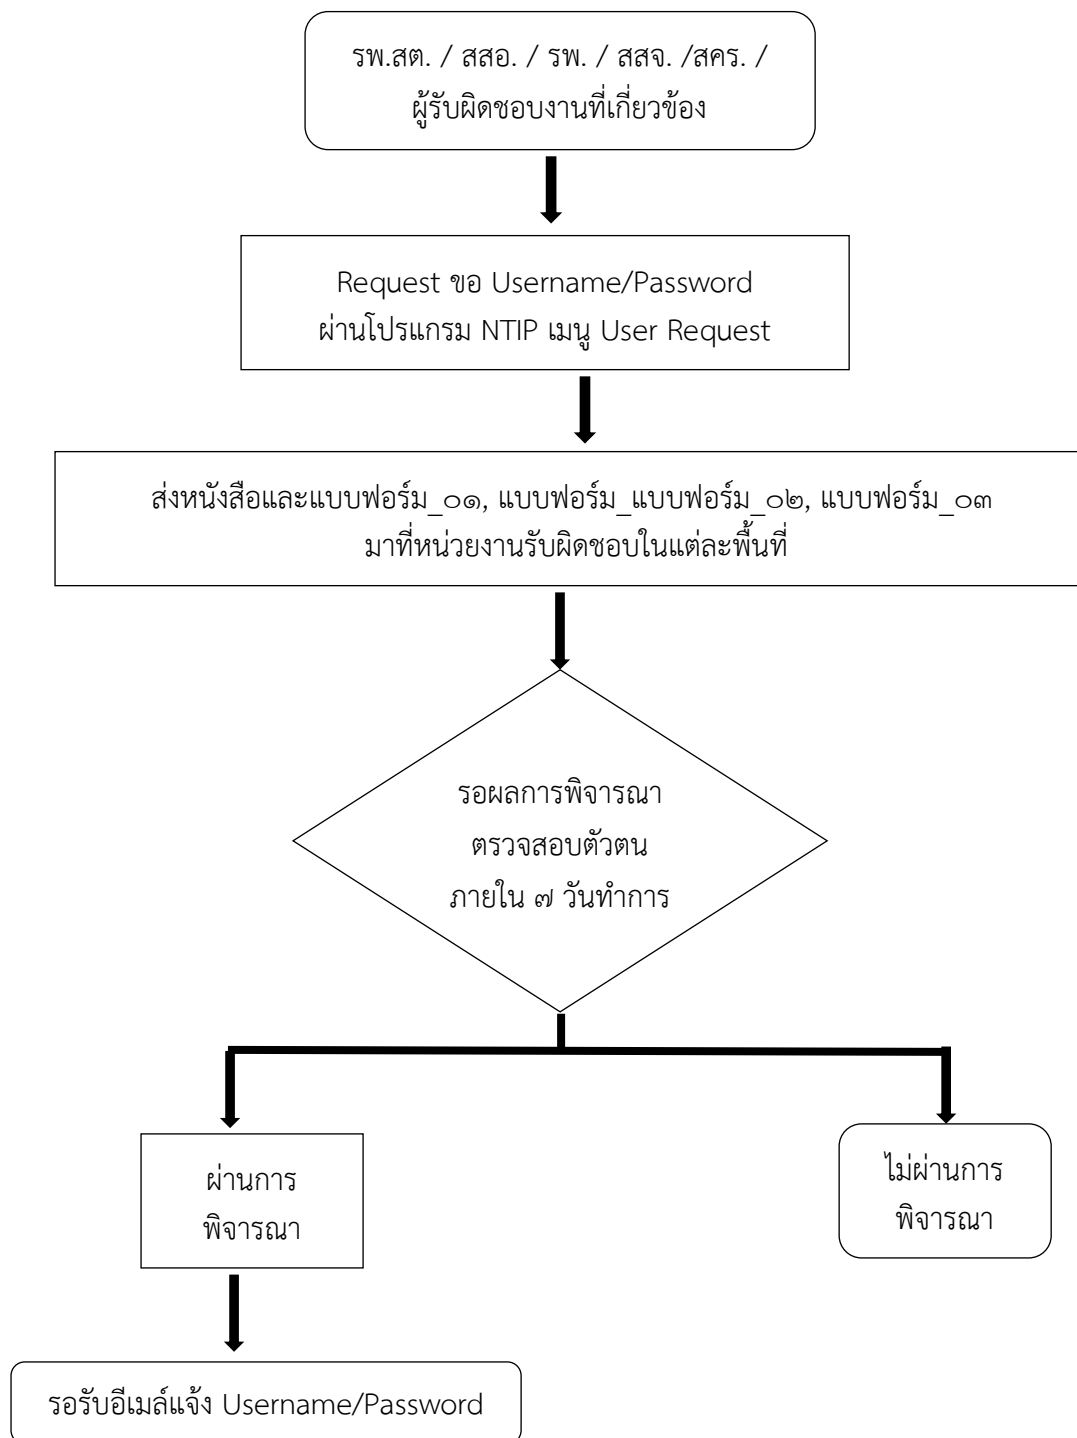 รพ.สต. / สสอ. / รพ. / สสจ. /สคร. /
ผู้รับผิดชอบงานที่เกี่ยวข้อง
Request ขอ Username/Password
ผ่านโปรแกรม NTIP เมนู User Request
ส่งหนังสือและแบบฟอร์ม_๐๑, แบบฟอร์ม_แบบฟอร์ม_๐๒, แบบฟอร์ม_๐๓
มาที่หน่วยงานรับผิดชอบในแต่ละพื้นที่
รอผลการพิจารณา
ตรวจสอบตัวตน
ภายใน ๗ วันทำการ
ผ่านการ
พิจารณา
ไม่ผ่านการ
พิจารณา
รอรับอีเมล์แจ้ง Username/Password